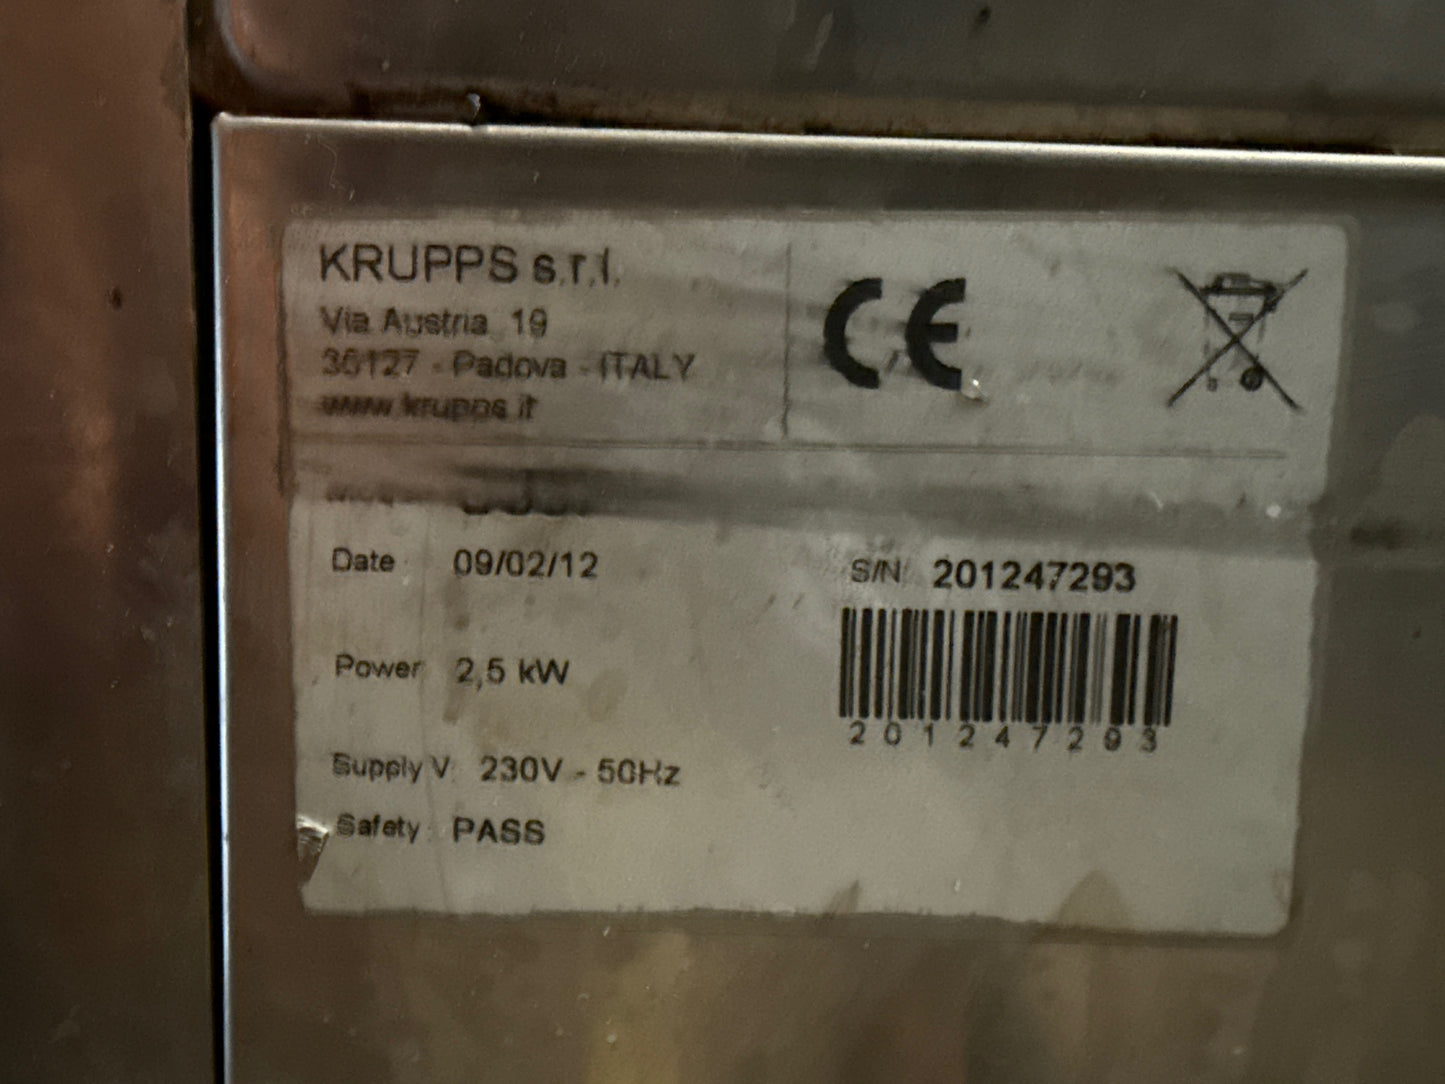 KRUPPS s.r.l.
Via Austria 19
35127 - Padova - ITALY
www.krupps.it
CE
Date 09/02/12
S/N 201247293
201247293
Power 2,5 kW
Supply V 230V - 50Hz
Safety PASS